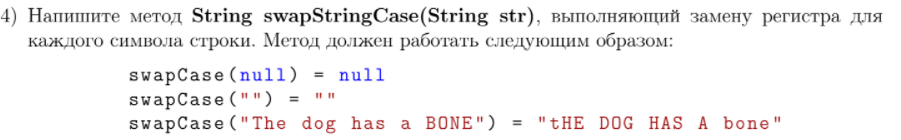 4) Напишите метод String swapStringCase(String str), выполняющий замену регистра для
каждого символа строки. Метод должен работать следующим образом:
swapCase(null) = null
swapCase("") = ""
swapCase("The dog has a BONE") = "tHE DOG HAS A bone"